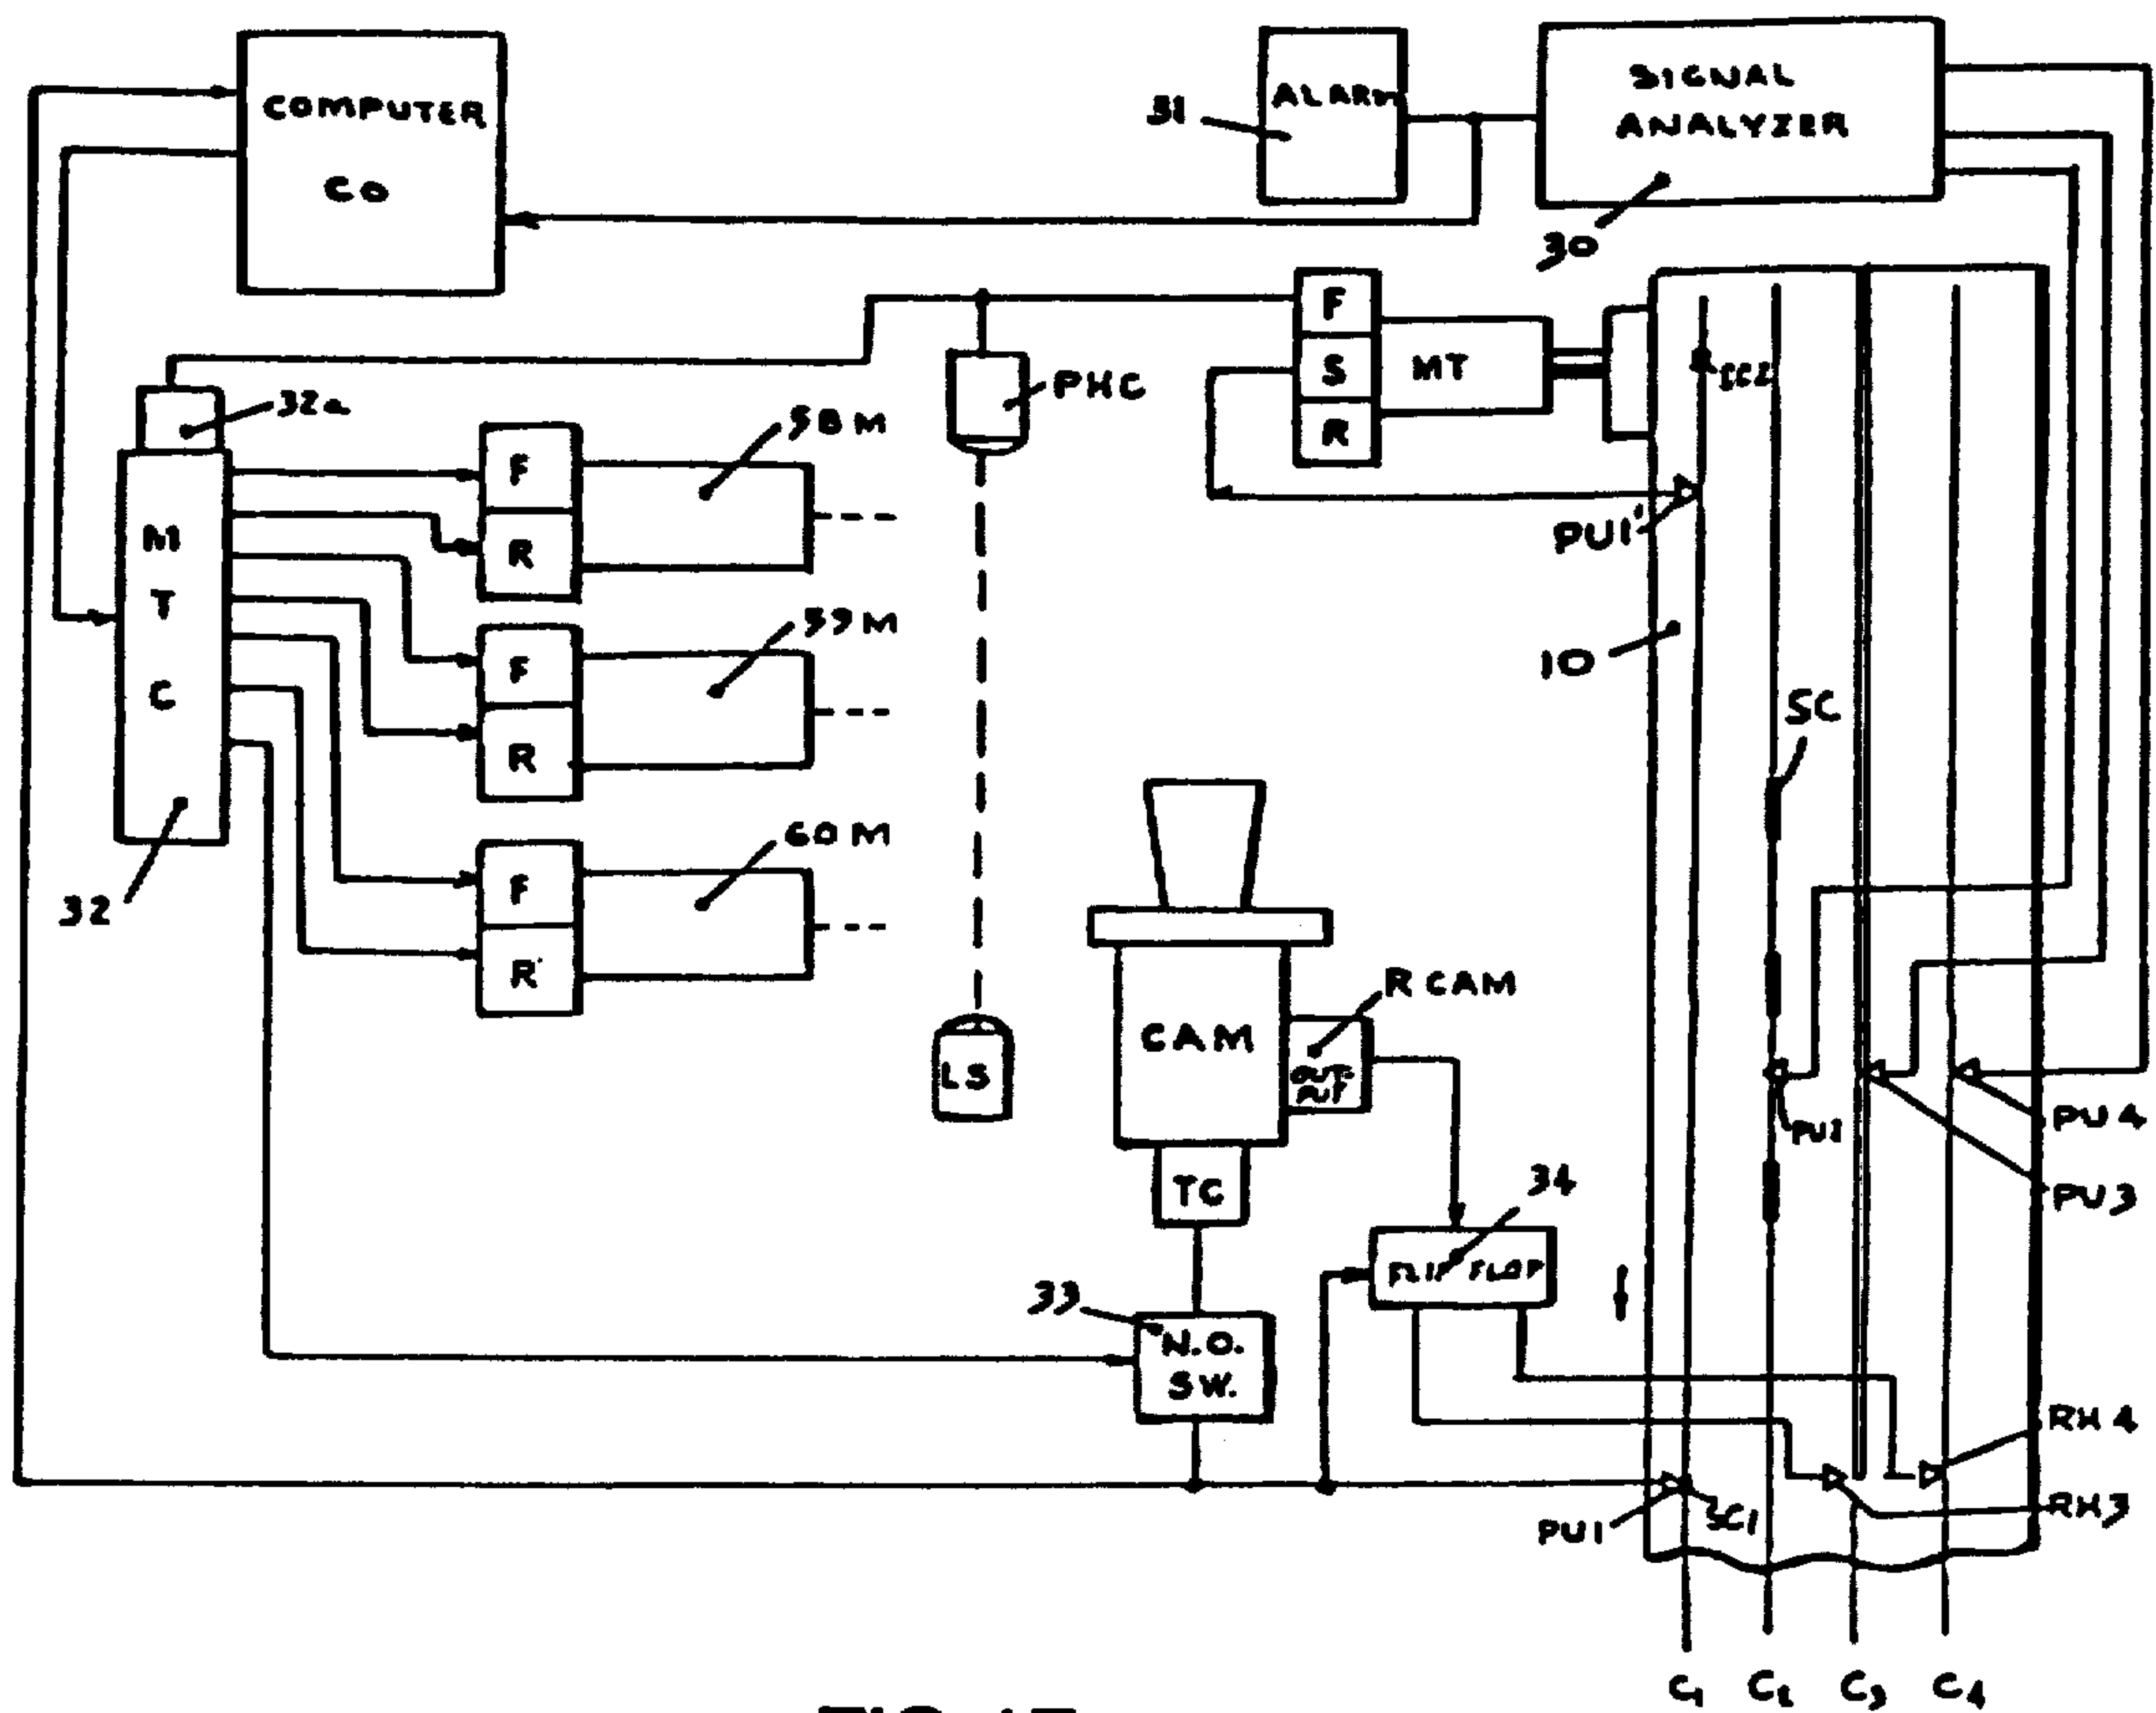 COMPUTER
CO
ALARM
31
SIGNAL
ANALYZER
30
F
S
R
MT
SC2
PHC
32a
58M
F
R
PU1'
M
T
C
59M
F
R
10
SC
60M
F
R
32
R CAM
CAM
OUT-
PUT
LS
PU4
PU2
TC
34
PU3
FLIP FLOP
33
N.O.
SW.
RH4
RH3
PU1
SC1
C1
C2
C3
C4